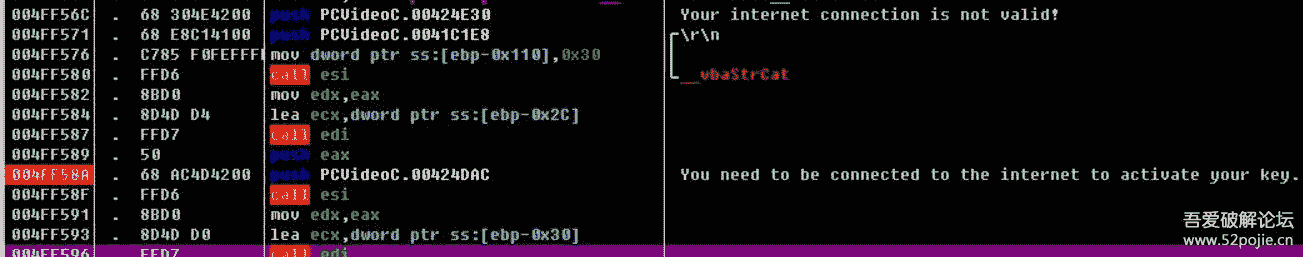 004FF56C . 68 304E4200 push PCVideoC.00424E30 Your internet connection is not valid!
004FF571 . 68 E8C14100 push PCVideoC.0041C1E8 \r\n
004FF576 . C785 F0FEFFFF mov dword ptr ss:[ebp-0x110],0x30
004FF580 . FFD6 call esi __vbaStrCat
004FF582 . 8BD0 mov edx,eax
004FF584 . 8D4D D4 lea ecx,dword ptr ss:[ebp-0x2C]
004FF587 . FFD7 call edi
004FF589 . 50 push eax
004FF58A . 68 AC4D4200 push PCVideoC.00424DAC You need to be connected to the internet to activate your key.
004FF58F . FFD6 call esi
004FF591 . 8BD0 mov edx,eax
004FF593 . 8D4D D0 lea ecx,dword ptr ss:[ebp-0x30]
004FF596 . FFD7 call edi
吾爱破解论坛
www.52pojie.cn